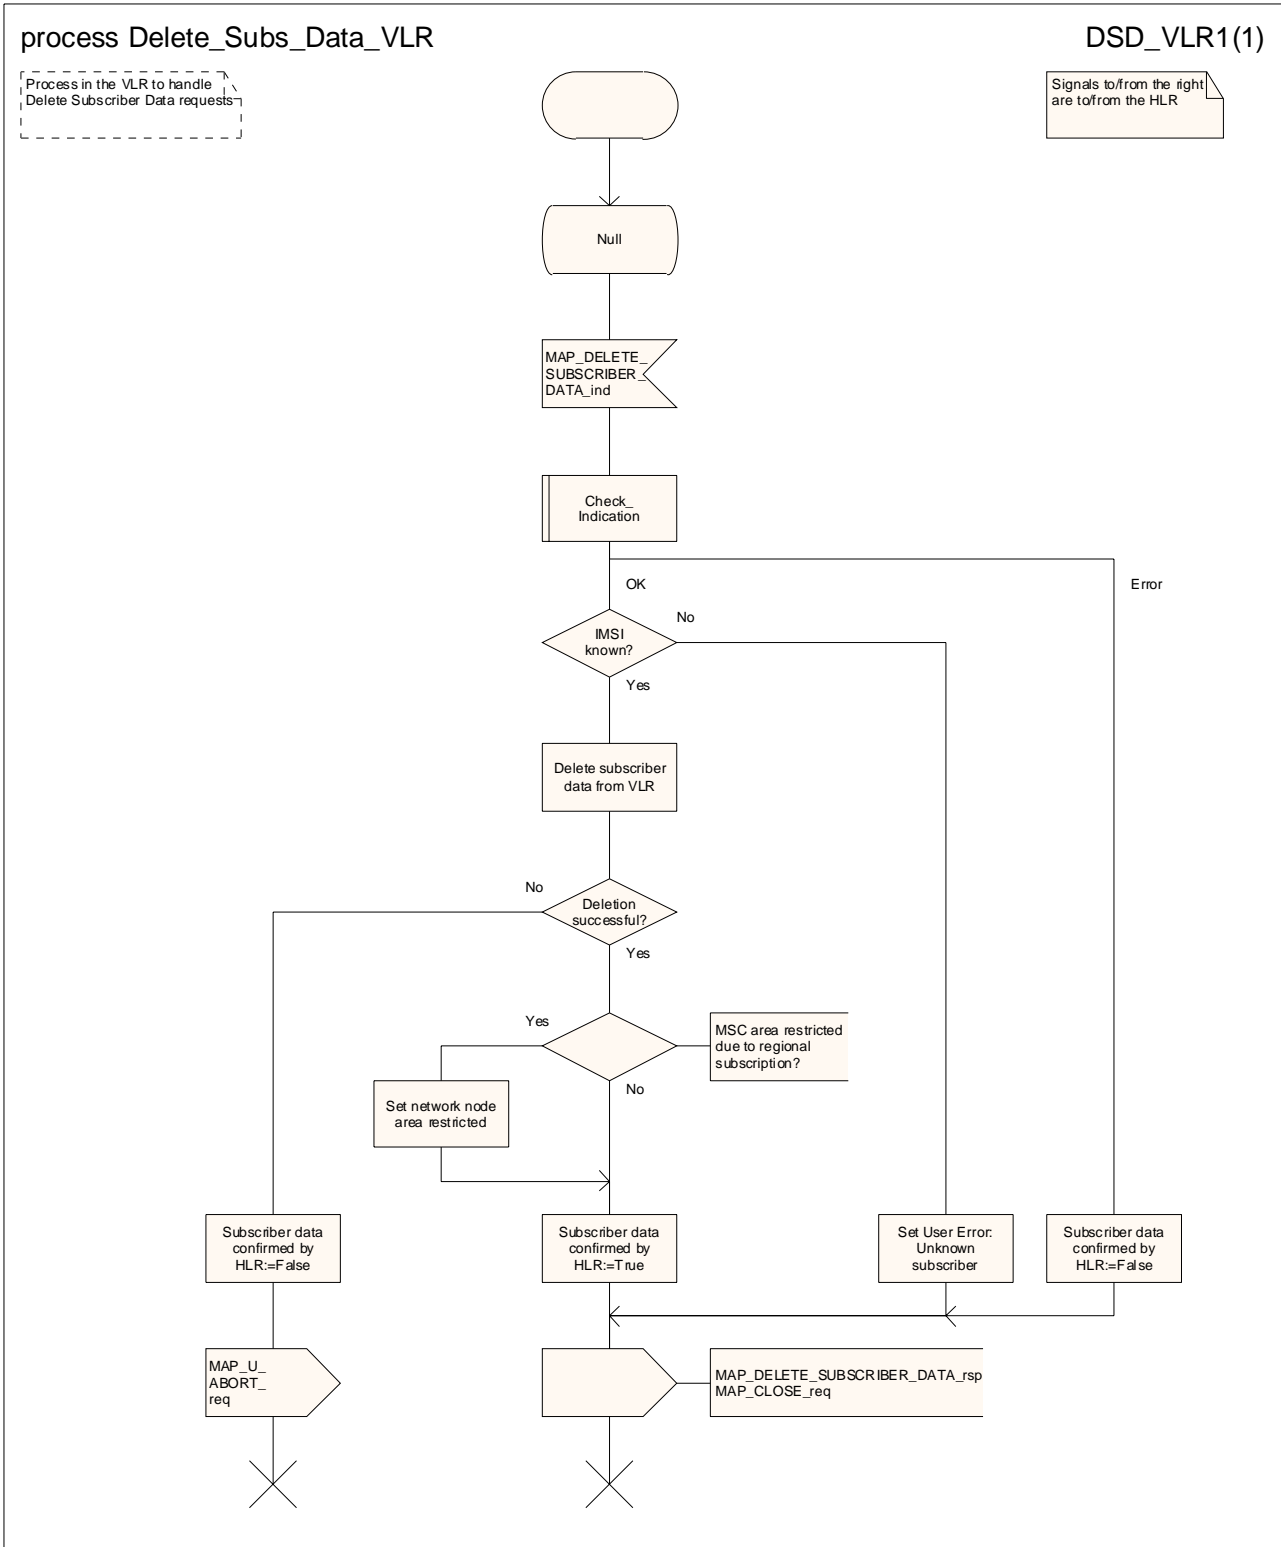 process Delete_Subs_Data_VLR
DSD_VLR1(1)
Process in the VLR to handle
Delete Subscriber Data requests
Signals to/from the right
are to/from the HLR
Null
MAP_DELETE_
SUBSCRIBER_
DATA_ind
Check_
Indication
OK
Error
IMSI
known?
No
Yes
Delete subscriber
data from VLR
No
Deletion
successful?
Yes
Yes
MSC area restricted
due to regional
subscription?
No
Set network node
area restricted
Subscriber data
confirmed by
HLR:=False
Subscriber data
confirmed by
HLR:=True
Set User Error:
Unknown
subscriber
Subscriber data
confirmed by
HLR:=False
MAP_U_
ABORT_
req
MAP_DELETE_SUBSCRIBER_DATA_rsp
MAP_CLOSE_req